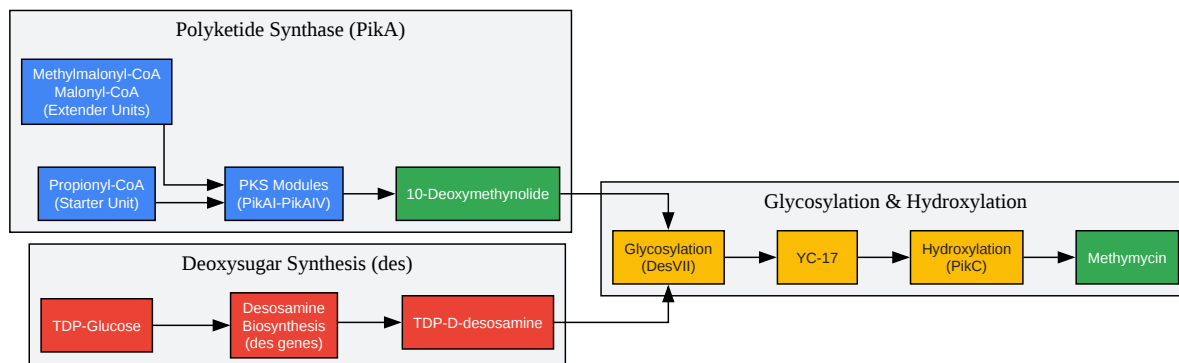 Polyketide Synthase (PikA)
Methylmalonyl-CoA
Malonyl-CoA
(Extender Units)
Propionyl-CoA
(Starter Unit)
PKS Modules
(PikAI-PikAIV)
10-Deoxymethynolide
Deoxysugar Synthesis (des)
TDP-Glucose
Desosamine
Biosynthesis
(des genes)
TDP-D-desosamine
Glycosylation & Hydroxylation
Glycosylation
(DesVII)
YC-17
Hydroxylation
(PikC)
Methymycin